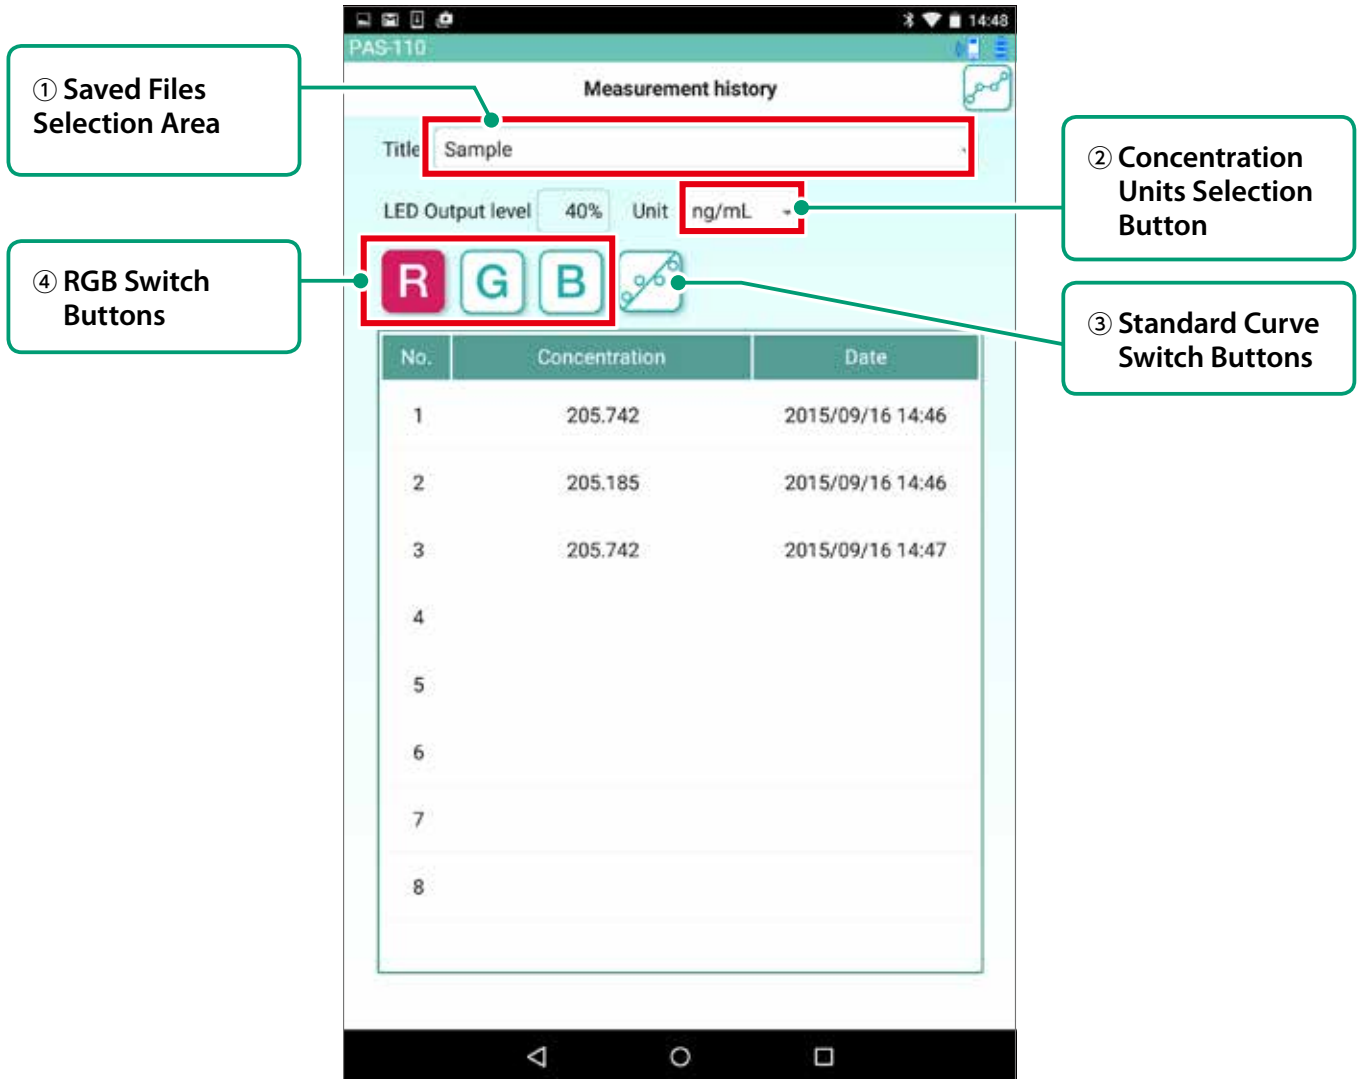 14:48
PAS-110
Measurement history
① Saved Files
Selection Area
Title Sample
② Concentration
Units Selection
Button
LED Output level 40% Unit ng/mL
④ RGB Switch
Buttons
R G B
③ Standard Curve
Switch Buttons
No. Concentration Date
1 205.742 2015/09/16 14:46
2 205.185 2015/09/16 14:46
3 205.742 2015/09/16 14:47
4
5
6
7
8